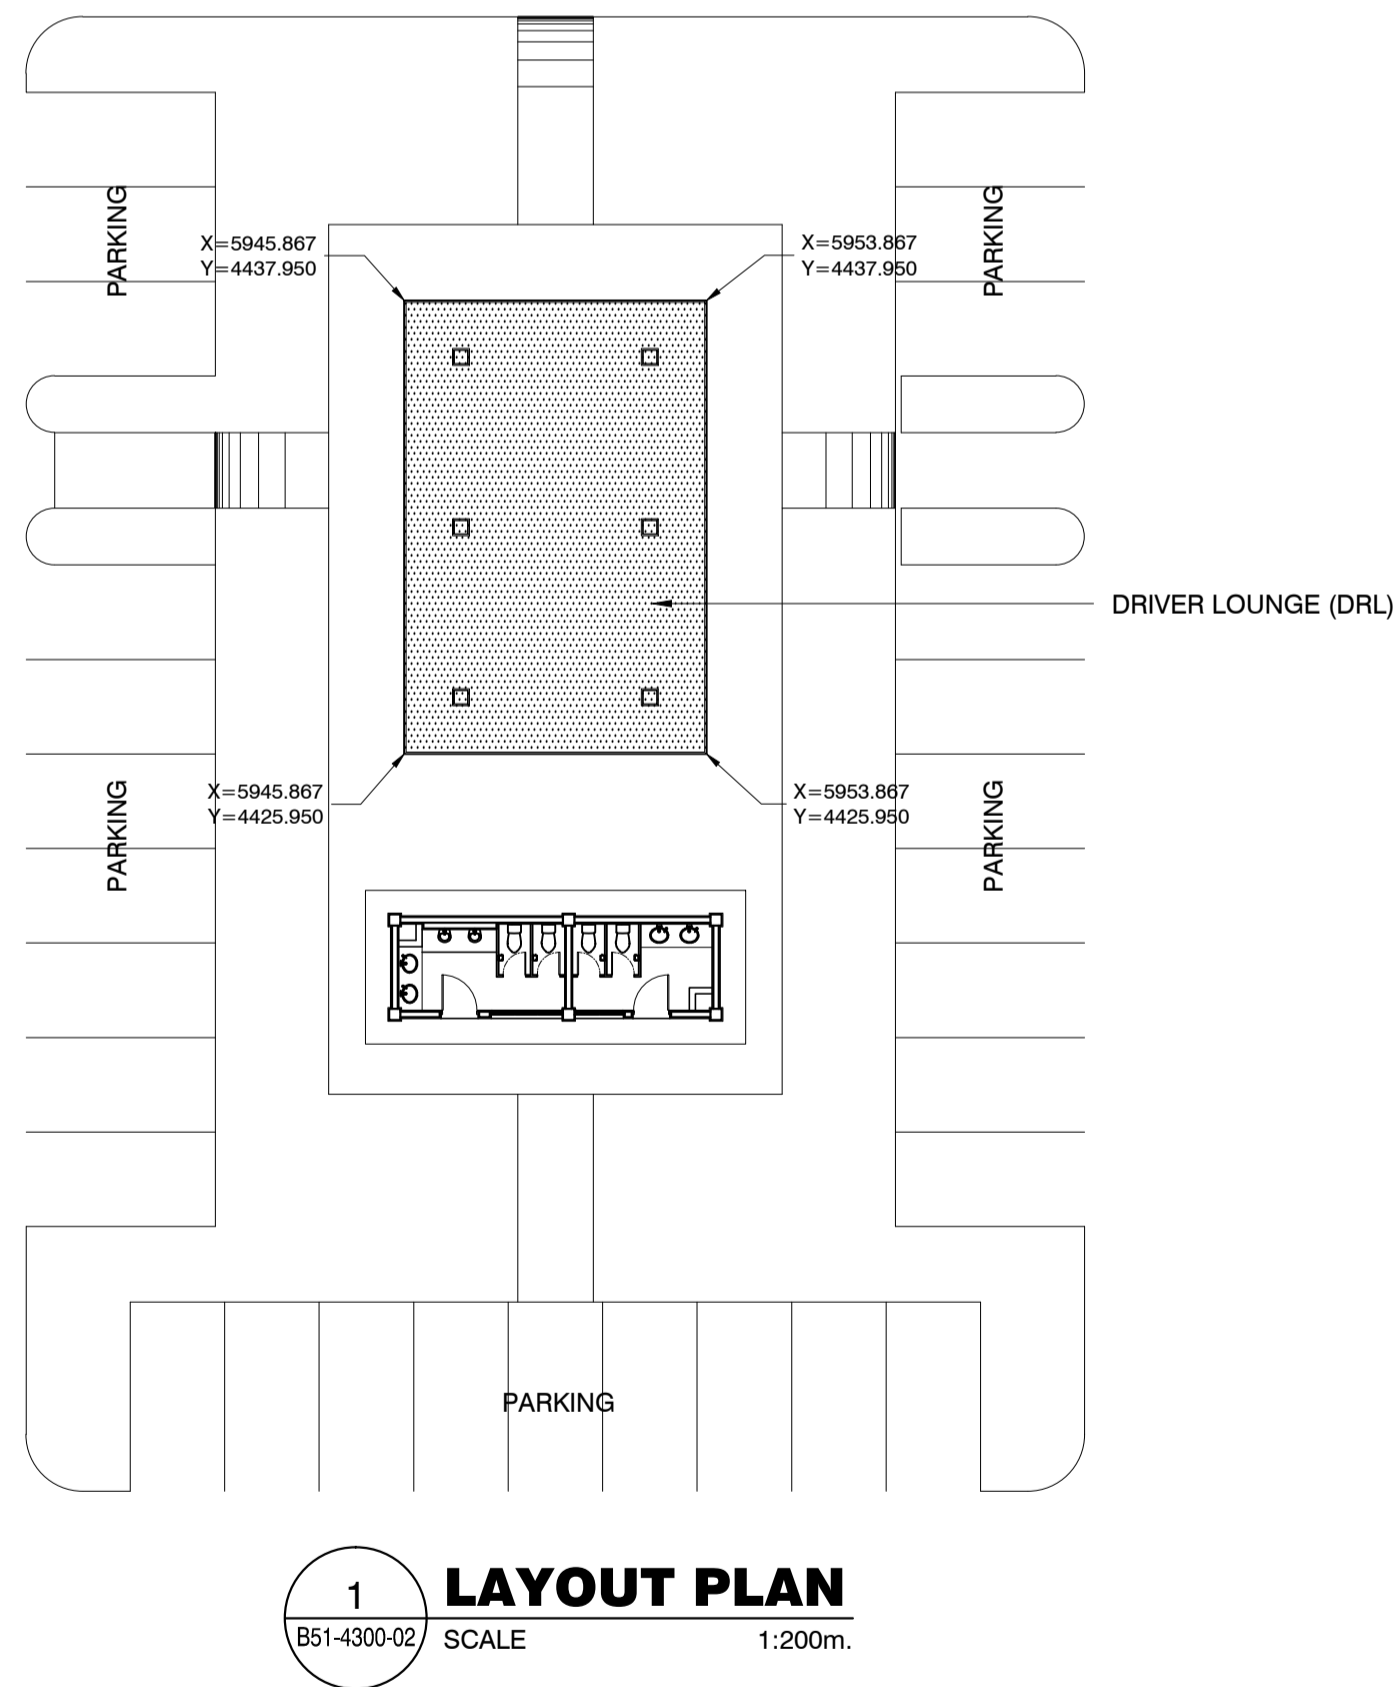 PARKING
PARKING
X=5945.867
Y=4437.950
X=5953.867
Y=4437.950
DRIVER LOUNGE (DRL)
X=5945.867
Y=4425.950
X=5953.867
Y=4425.950
PARKING
PARKING
PARKING
1
B51-4300-02
LAYOUT PLAN
SCALE 1:200m.